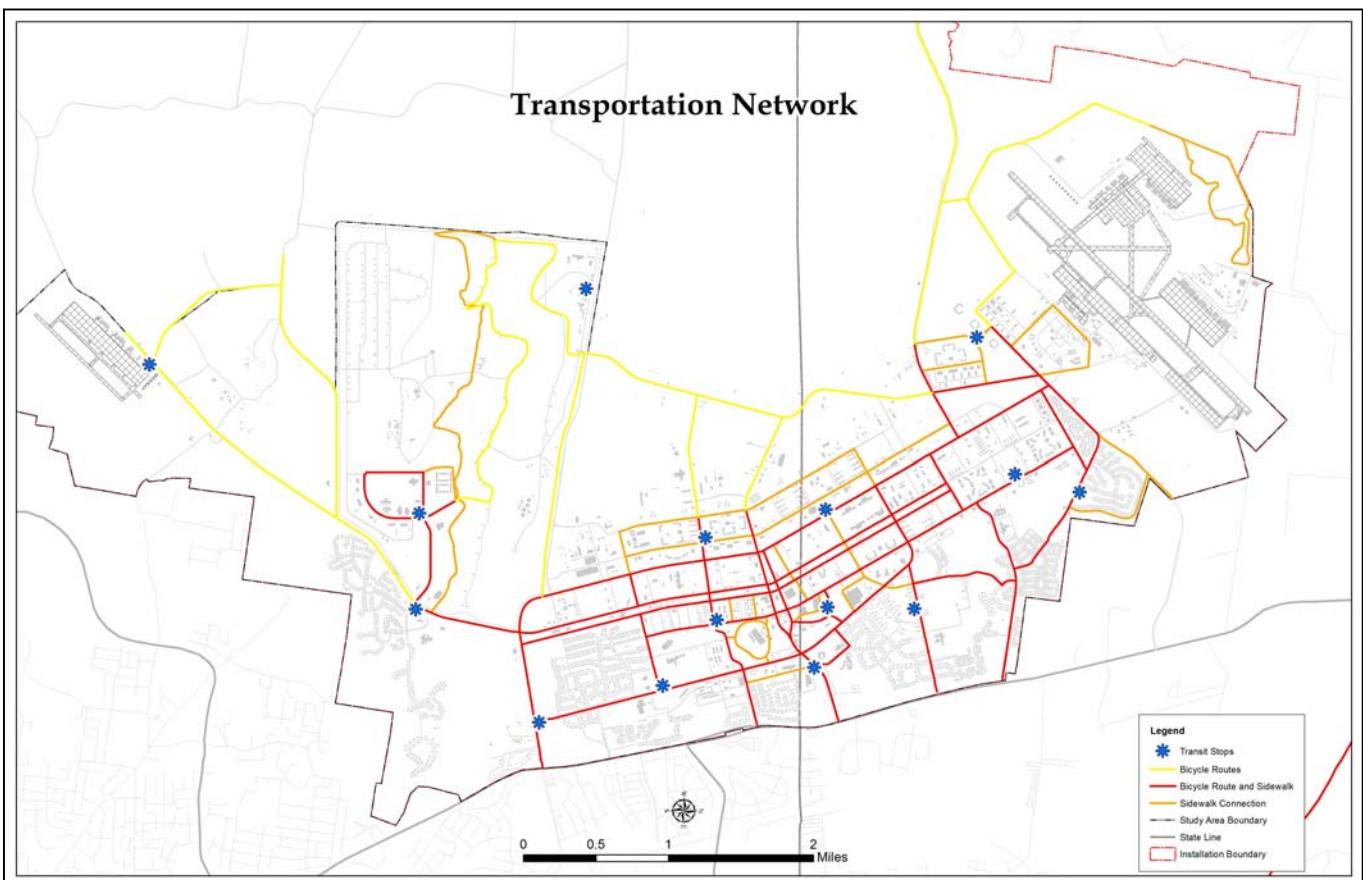 Transportation Network
Legend
Transit Stops
Bicycle Routes
Bicycle Route and Sidewalk
Sidewalk Connection
Study Area Boundary
State Line
Installation Boundary
0 0.5 1 2
Miles